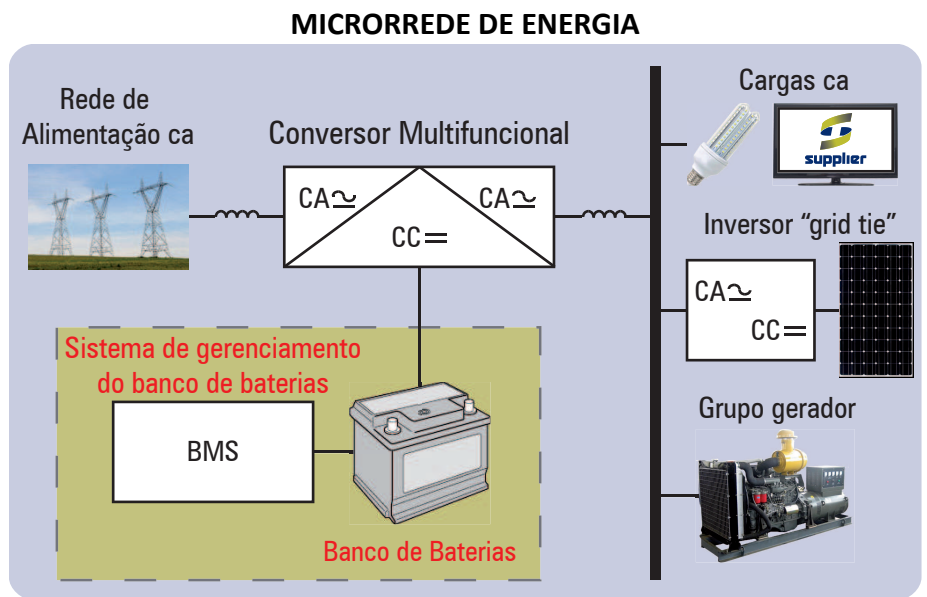 MICRORREDE DE ENERGIA
Rede de
Alimentação ca
Conversor Multifuncional
CA
CA
CC
Cargas ca
supplier
Inversor “grid tie”
CA
CC
Grupo gerador
Sistema de gerenciamento
do banco de baterias
BMS
Banco de Baterias